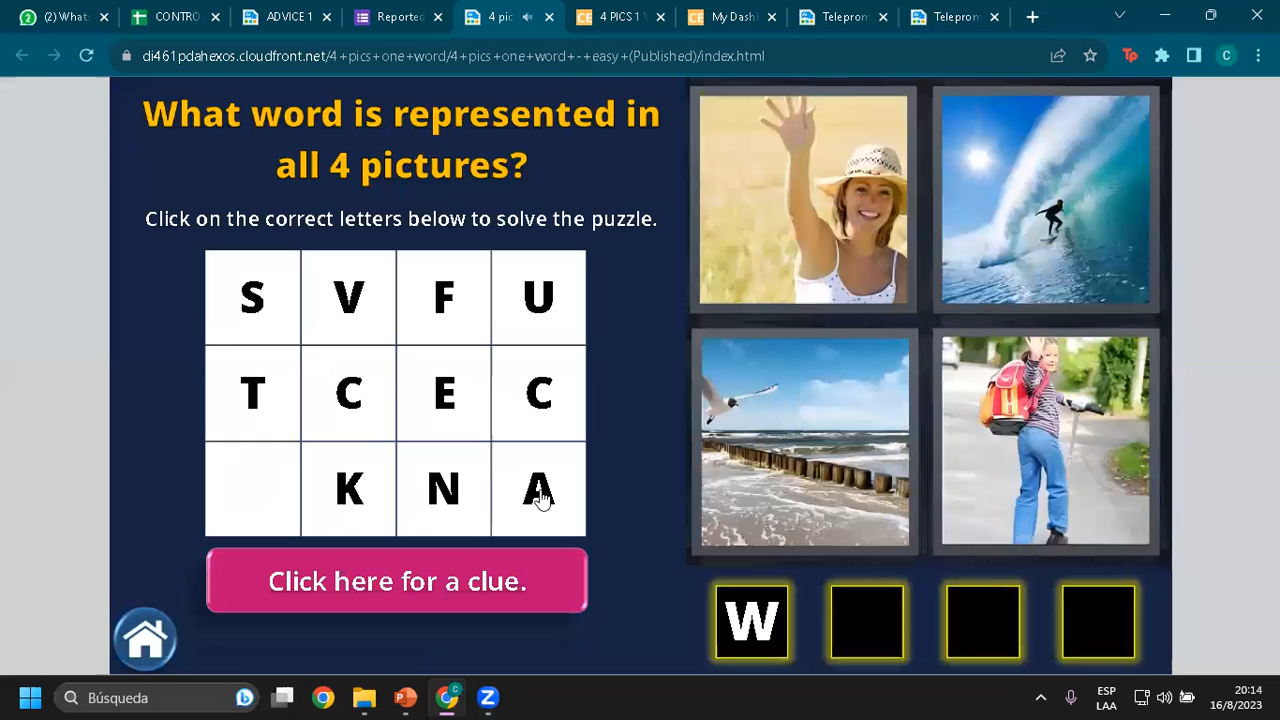 (2) Whats
CONTRO
ADVICE 1
Reported
4 pic
4 PICS 1 V
My Dash
Telepron
Telepron
di461pdahexos.cloudfront.net/4+pics+one+word/4+pics+one+word+-+easy+(Published)/index.html
What word is represented in
all 4 pictures?
Click on the correct letters below to solve the puzzle.
S V F U
T C E C
K N A
Click here for a clue.
W
Búsqueda
ESP
LAA
20:14
16/8/2023